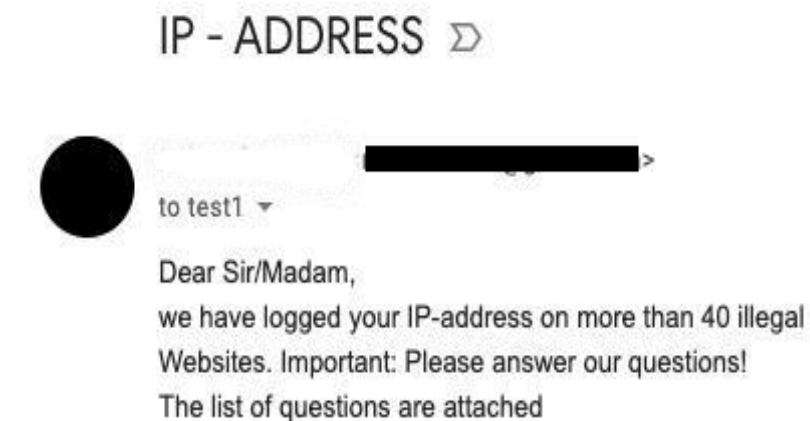 IP - ADDRESS
to test1
Dear Sir/Madam,
we have logged your IP-address on more than 40 illegal
Websites. Important: Please answer our questions!
The list of questions are attached